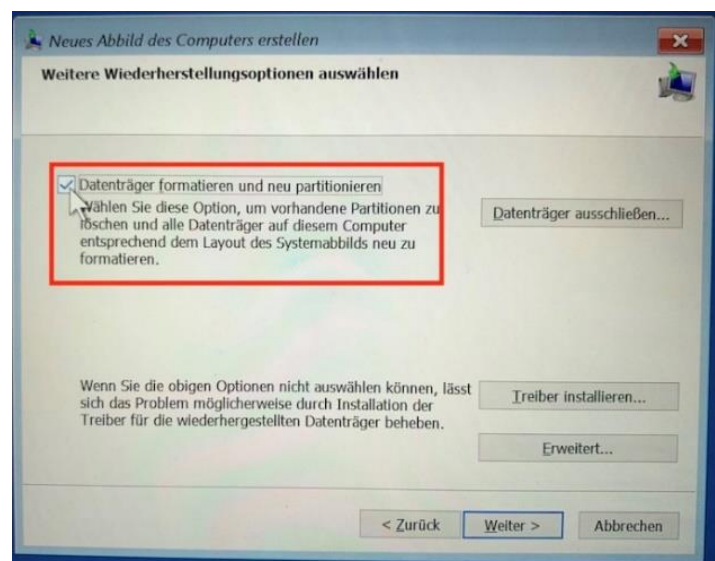 Neues Abbild des Computers erstellen
Weitere Wiederherstellungsoptionen auswählen
Datenträger formatieren und neu partitionieren
Wählen Sie diese Option, um vorhandene Partitionen zu
löschen und alle Datenträger auf diesem Computer
entsprechend dem Layout des Systemabbilds neu zu
formatieren.
Datenträger ausschließen...
Wenn Sie die obigen Optionen nicht auswählen können, lässt
sich das Problem möglicherweise durch Installation der
Treiber für die wiederhergestellten Datenträger beheben.
Treiber installieren...
Erweitert...
< Zurück
Weiter >
Abbrechen